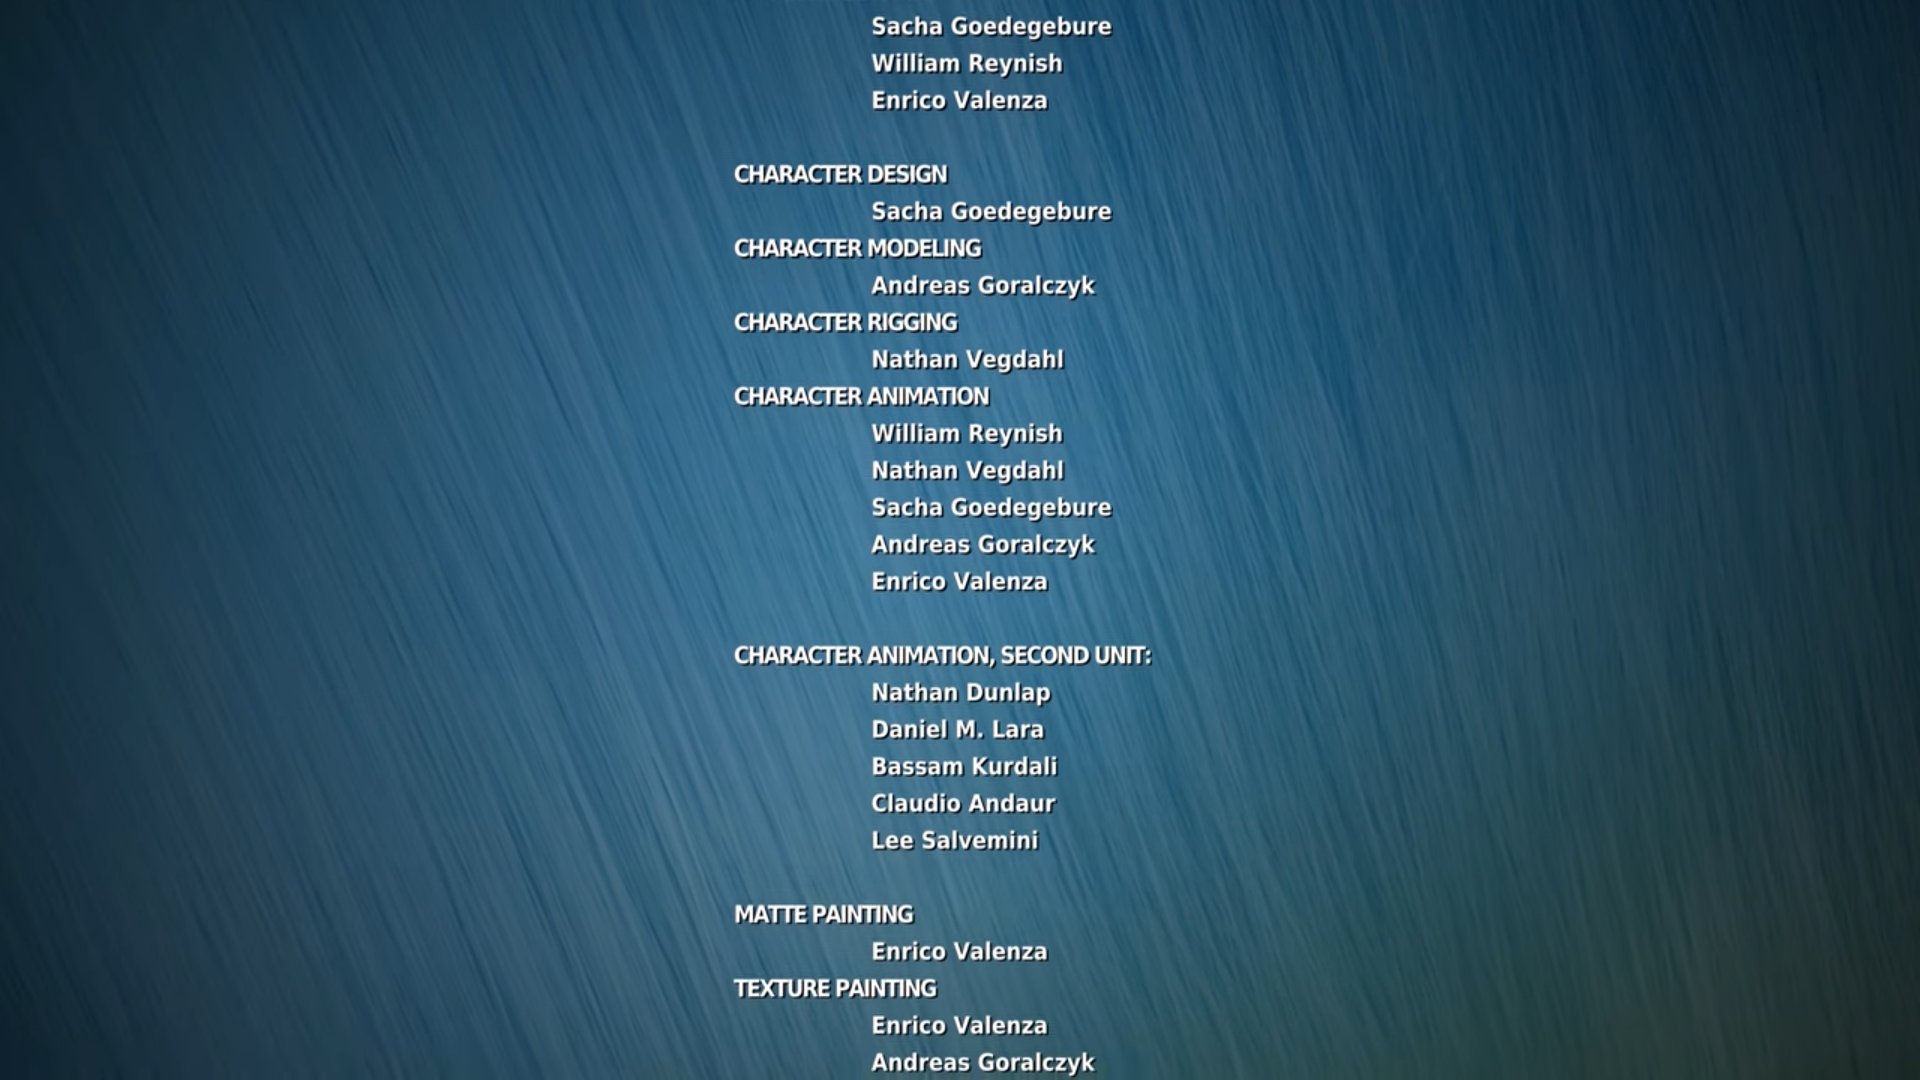 Sacha Goedegebure
William Reynish
Enrico Valenza
CHARACTER DESIGN
Sacha Goedegebure
CHARACTER MODELING
Andreas Goralczyk
CHARACTER RIGGING
Nathan Vegdahl
CHARACTER ANIMATION
William Reynish
Nathan Vegdahl
Sacha Goedegebure
Andreas Goralczyk
Enrico Valenza
CHARACTER ANIMATION, SECOND UNIT:
Nathan Dunlap
Daniel M. Lara
Bassam Kurdali
Claudio Andaur
Lee Salvemini
MATTE PAINTING
Enrico Valenza
TEXTURE PAINTING
Enrico Valenza
Andreas Goralczyk